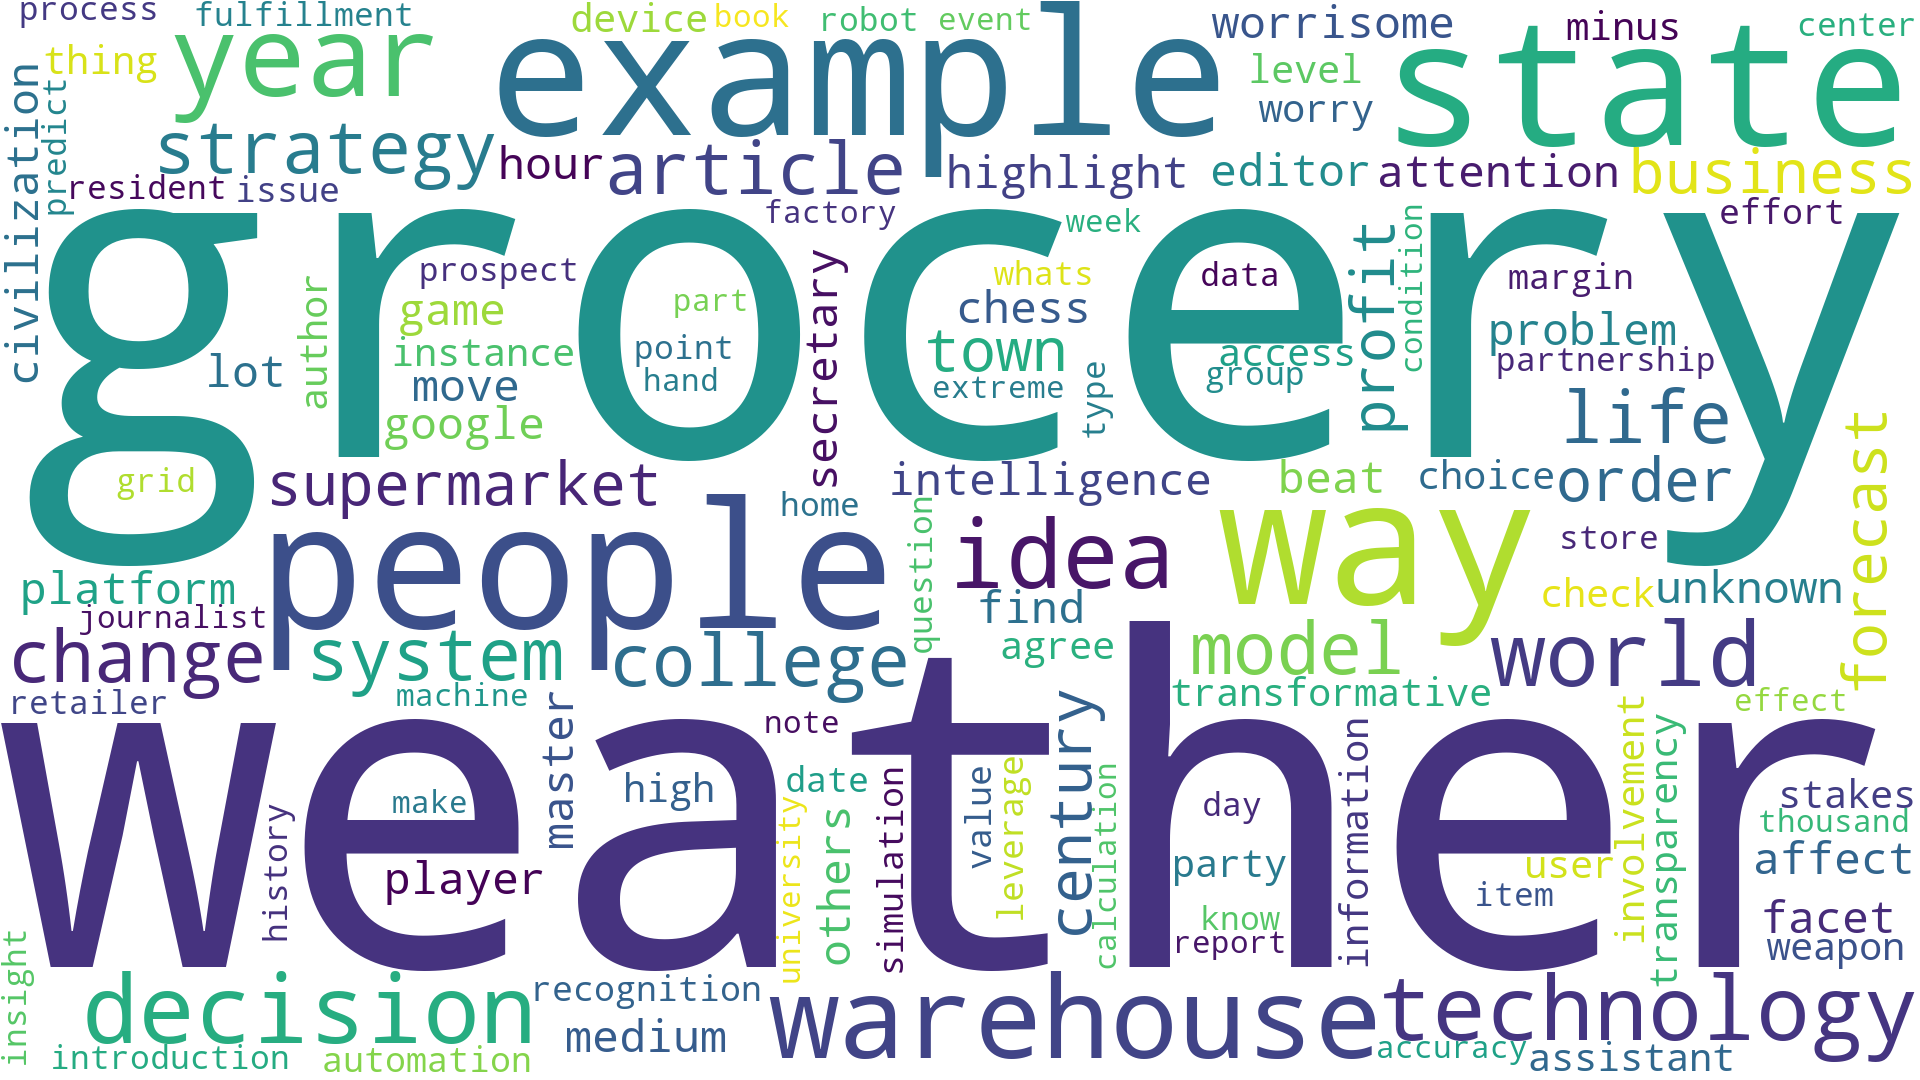 process
fulfillment
device
book
robot
event
worrisome
minus
center
thing
year
example
level
state
worry
civilization
predict
strategy
hour
article
highlight
editor
attention
business
resident
issue
factory
week
effort
grocery
prospect
whats
data
margin
author
game
part
secretary
chess
profit
condition
problem
instance
point
town
access
partnership
lot
move
hand
extreme
type
group
life
google
forecast
grid
supermarket
intelligence
beat
choice
order
people
home
question
idea
way
store
platform
find
check
unknown
journalist
change
system
college
agree
model
world
retailer
machine
master
note
century
transformative
effect
weather
make
high
date
others
simulation
value
leverage
calculation
day
information
involvement
transparency
stakes
thousand
history
player
university
party
user
affect
item
know
report
facet
weapon
insight
decision
recognition
medium
warehouse
technology
introduction
automation
accuracy
assistant